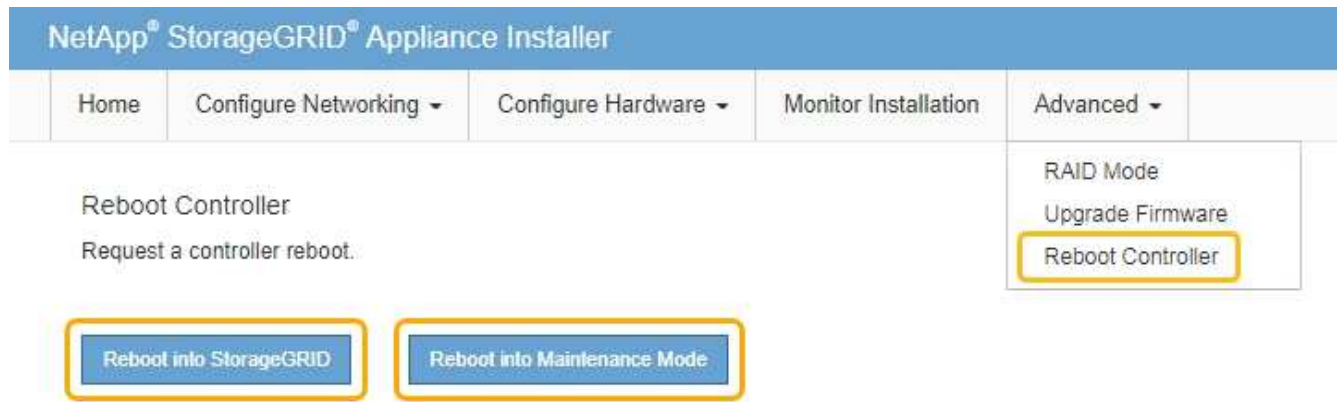 NetApp® StorageGRID® Appliance Installer
Home
Configure Networking
Configure Hardware
Monitor Installation
Advanced
RAID Mode
Upgrade Firmware
Reboot Controller
Reboot Controller
Request a controller reboot.
Reboot into StorageGRID
Reboot into Maintenance Mode